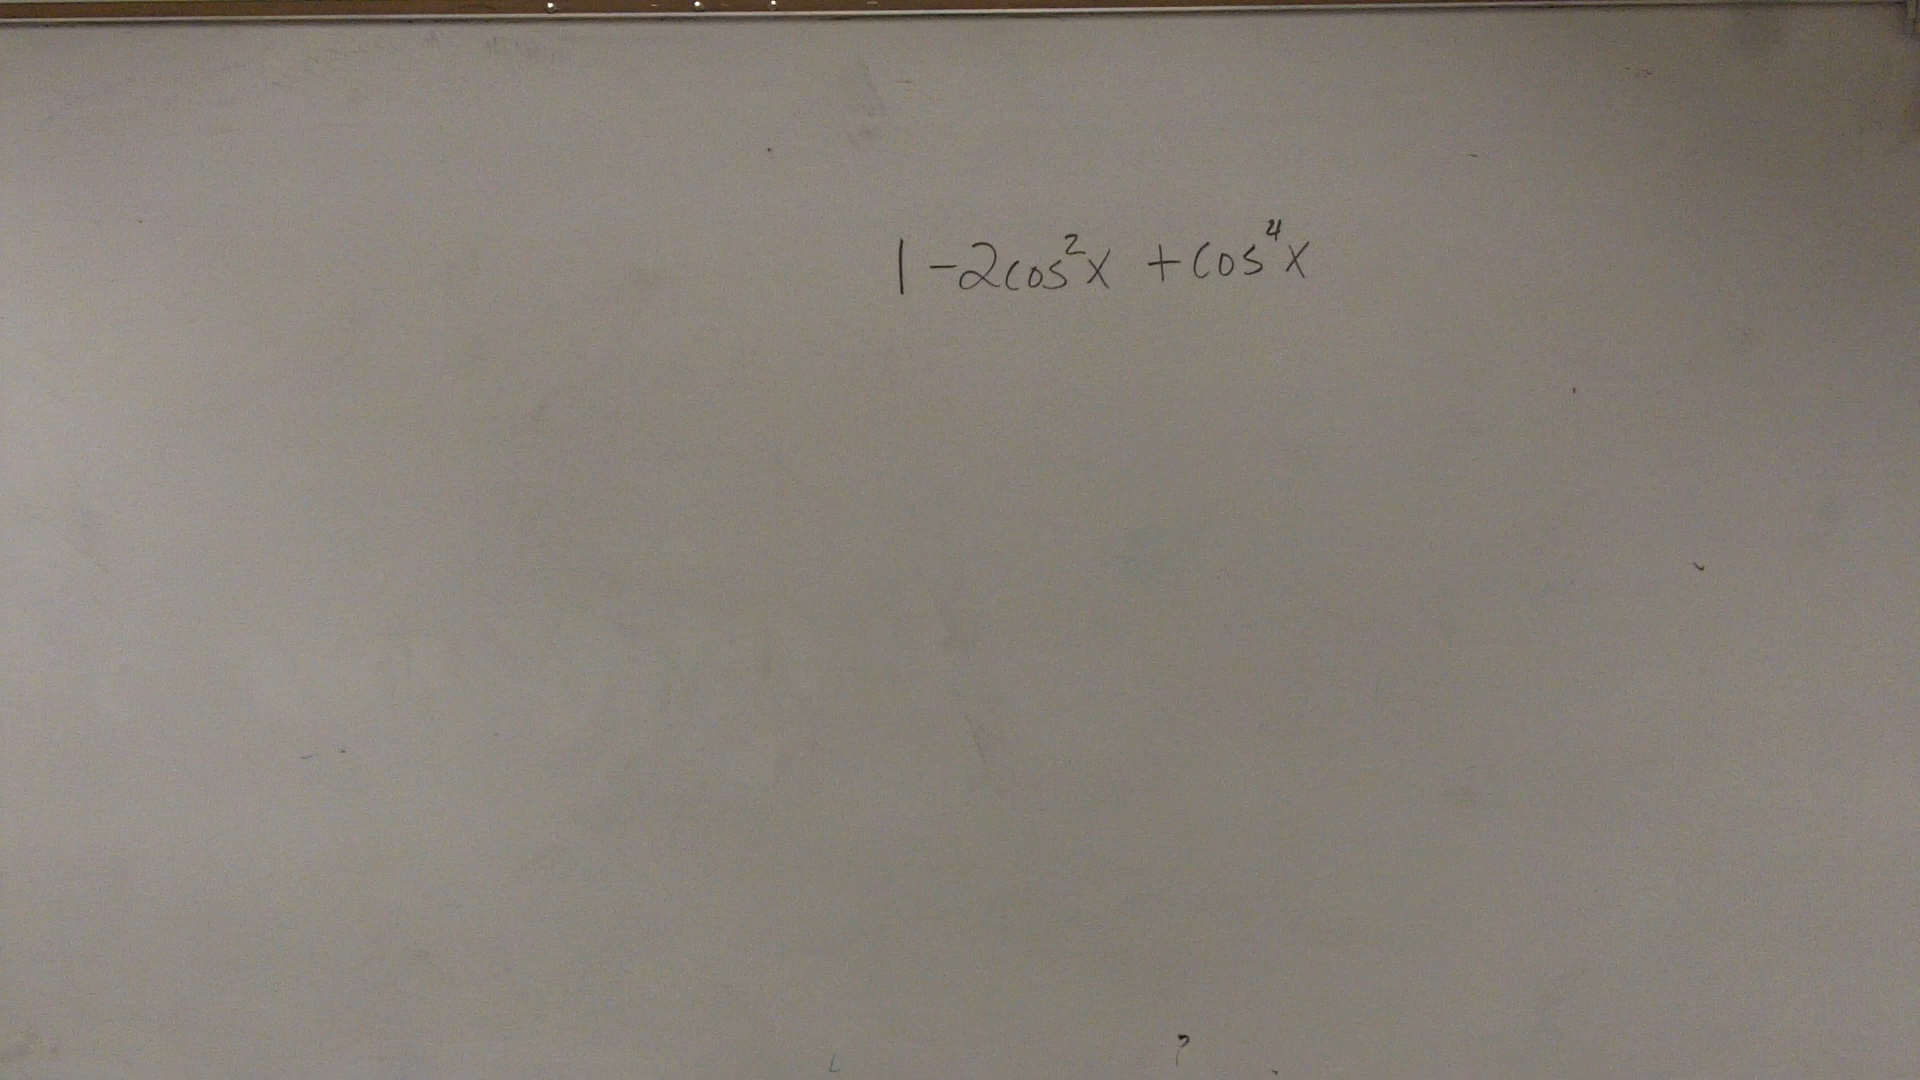 1 - 2cos²x + cos⁴x